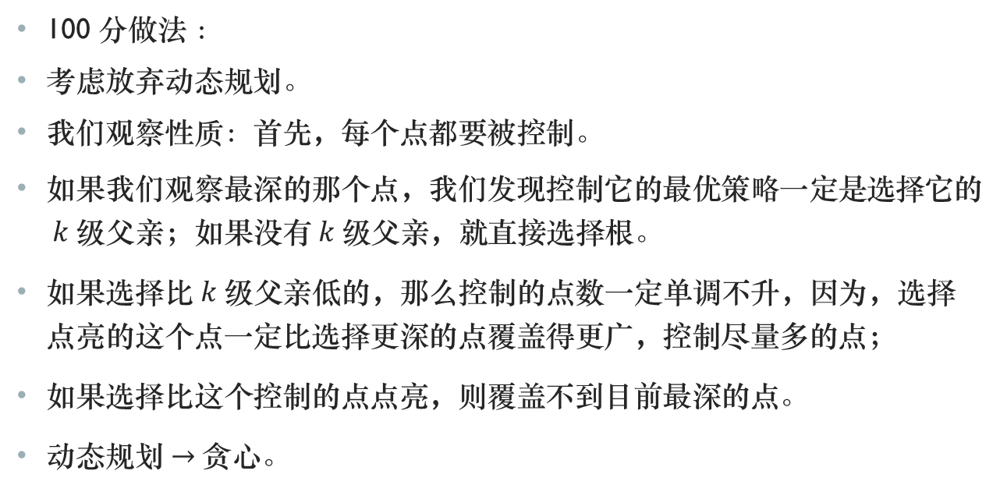 • 100 分做法：
• 考虑放弃动态规划。
• 我们观察性质：首先，每个点都要被控制。
• 如果我们观察最深的那个点，我们发现控制它的最优策略一定是选择它的
k 级父亲；如果没有 k 级父亲，就直接选择根。
• 如果选择比 k 级父亲低的，那么控制的点数一定单调不升，因为，选择
点亮的这个点一定比选择更深的点覆盖得更广，控制尽量多的点；
• 如果选择比这个控制的点点亮，则覆盖不到目前最深的点。
• 动态规划 → 贪心。